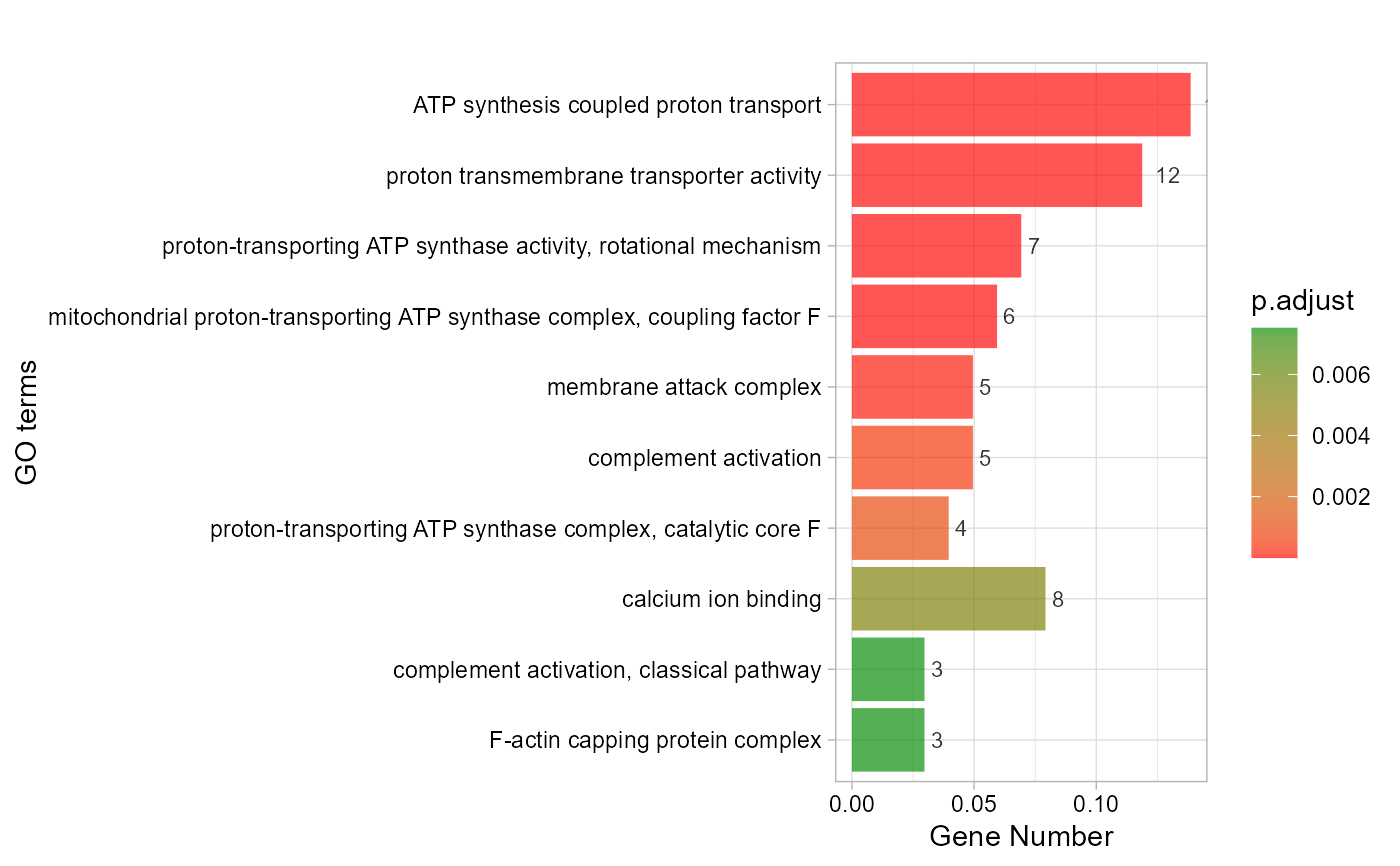 ATP synthesis coupled proton transport
proton transmembrane transporter activity
12
proton-transporting ATP synthase activity, rotational mechanism
7
mitochondrial proton-transporting ATP synthase complex, coupling factor F
6
membrane attack complex
5
complement activation
5
proton-transporting ATP synthase complex, catalytic core F
4
calcium ion binding
8
complement activation, classical pathway
3
F-actin capping protein complex
3
0.00
0.05
0.10
Gene Number
GO terms
p.adjust
0.006
0.004
0.002